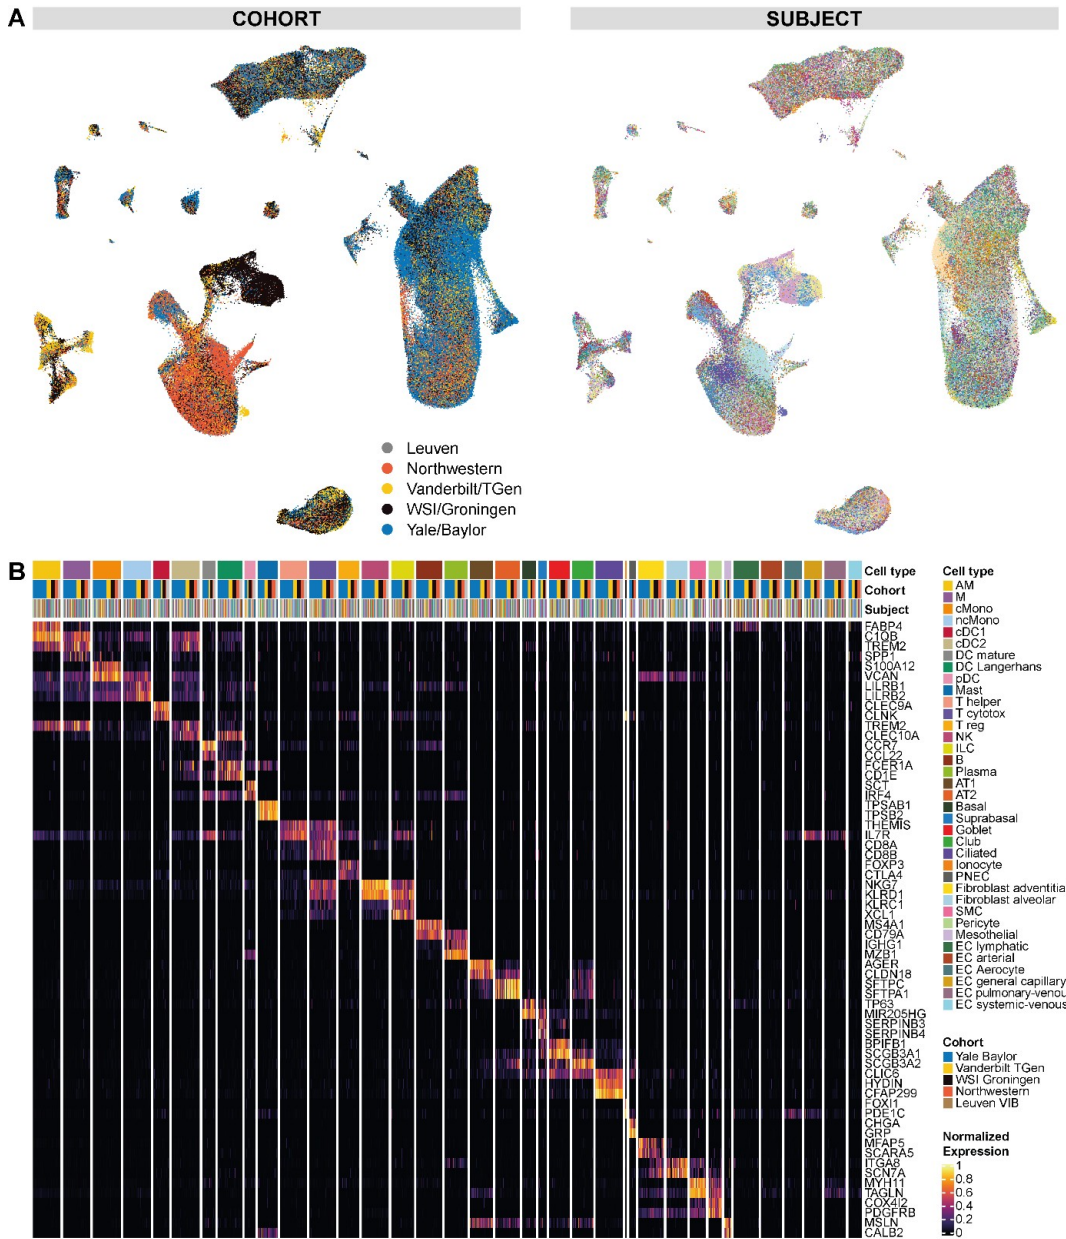 A
COHORT
SUBJECT
Leuven
Northwestern
Vanderbilt/TGen
WSI/Groningen
Yale/Baylor
B
Cell type
Cohort
Subject
FABP4
C1QB
TREM2
SPP1
S100A12
VCAN
LILRB1
LILRB2
CLEC9A
CLNK
TREM2
CLEC10A
CCR7
CCL22
FCER1A
CD1E
SCT
IRF4
TPSAB1
TPSB2
THEMIS
IL7R
CD8A
CD8B
FOXP3
CTLA4
NKG7
KLRD1
KLRC1
XCL1
MS4A1
CD79A
IGHG1
MZB1
AGER
CLDN18
SFTPC
SFTPA1
TP63
MIR205HG
SERPINB3
SERPINB4
BPIFB1
SCGB3A1
SCGB3A2
CLIC6
HYDIN
CFAP299
FOXI1
PDE1C
CHGA
GRP
MFAP5
SCARA5
ITGA8
SCN7A
MYH11
TAGLN
COX4I2
PDGFRB
MSLN
CALB2
Cell type
AM
M
cMono
ncMono
cDC1
cDC2
DC mature
DC Langerhans
pDC
Mast
T helper
T cytotox
T reg
NK
ILC
B
Plasma
AT1
AT2
Basal
Suprabasal
Goblet
Club
Ciliated
Ionocyte
PNEC
Fibroblast adventitia
Fibroblast alveolar
SMC
Pericyte
Mesothelial
EC lymphatic
EC arterial
EC Aerocyte
EC general capillary
EC pulmonary-venou
EC systemic-venous
Cohort
Yale Baylor
Vanderbilt TGen
WSI Groningen
Northwestern
Leuven VIB
Normalized
Expression
1
0.8
0.6
0.4
0.2
0